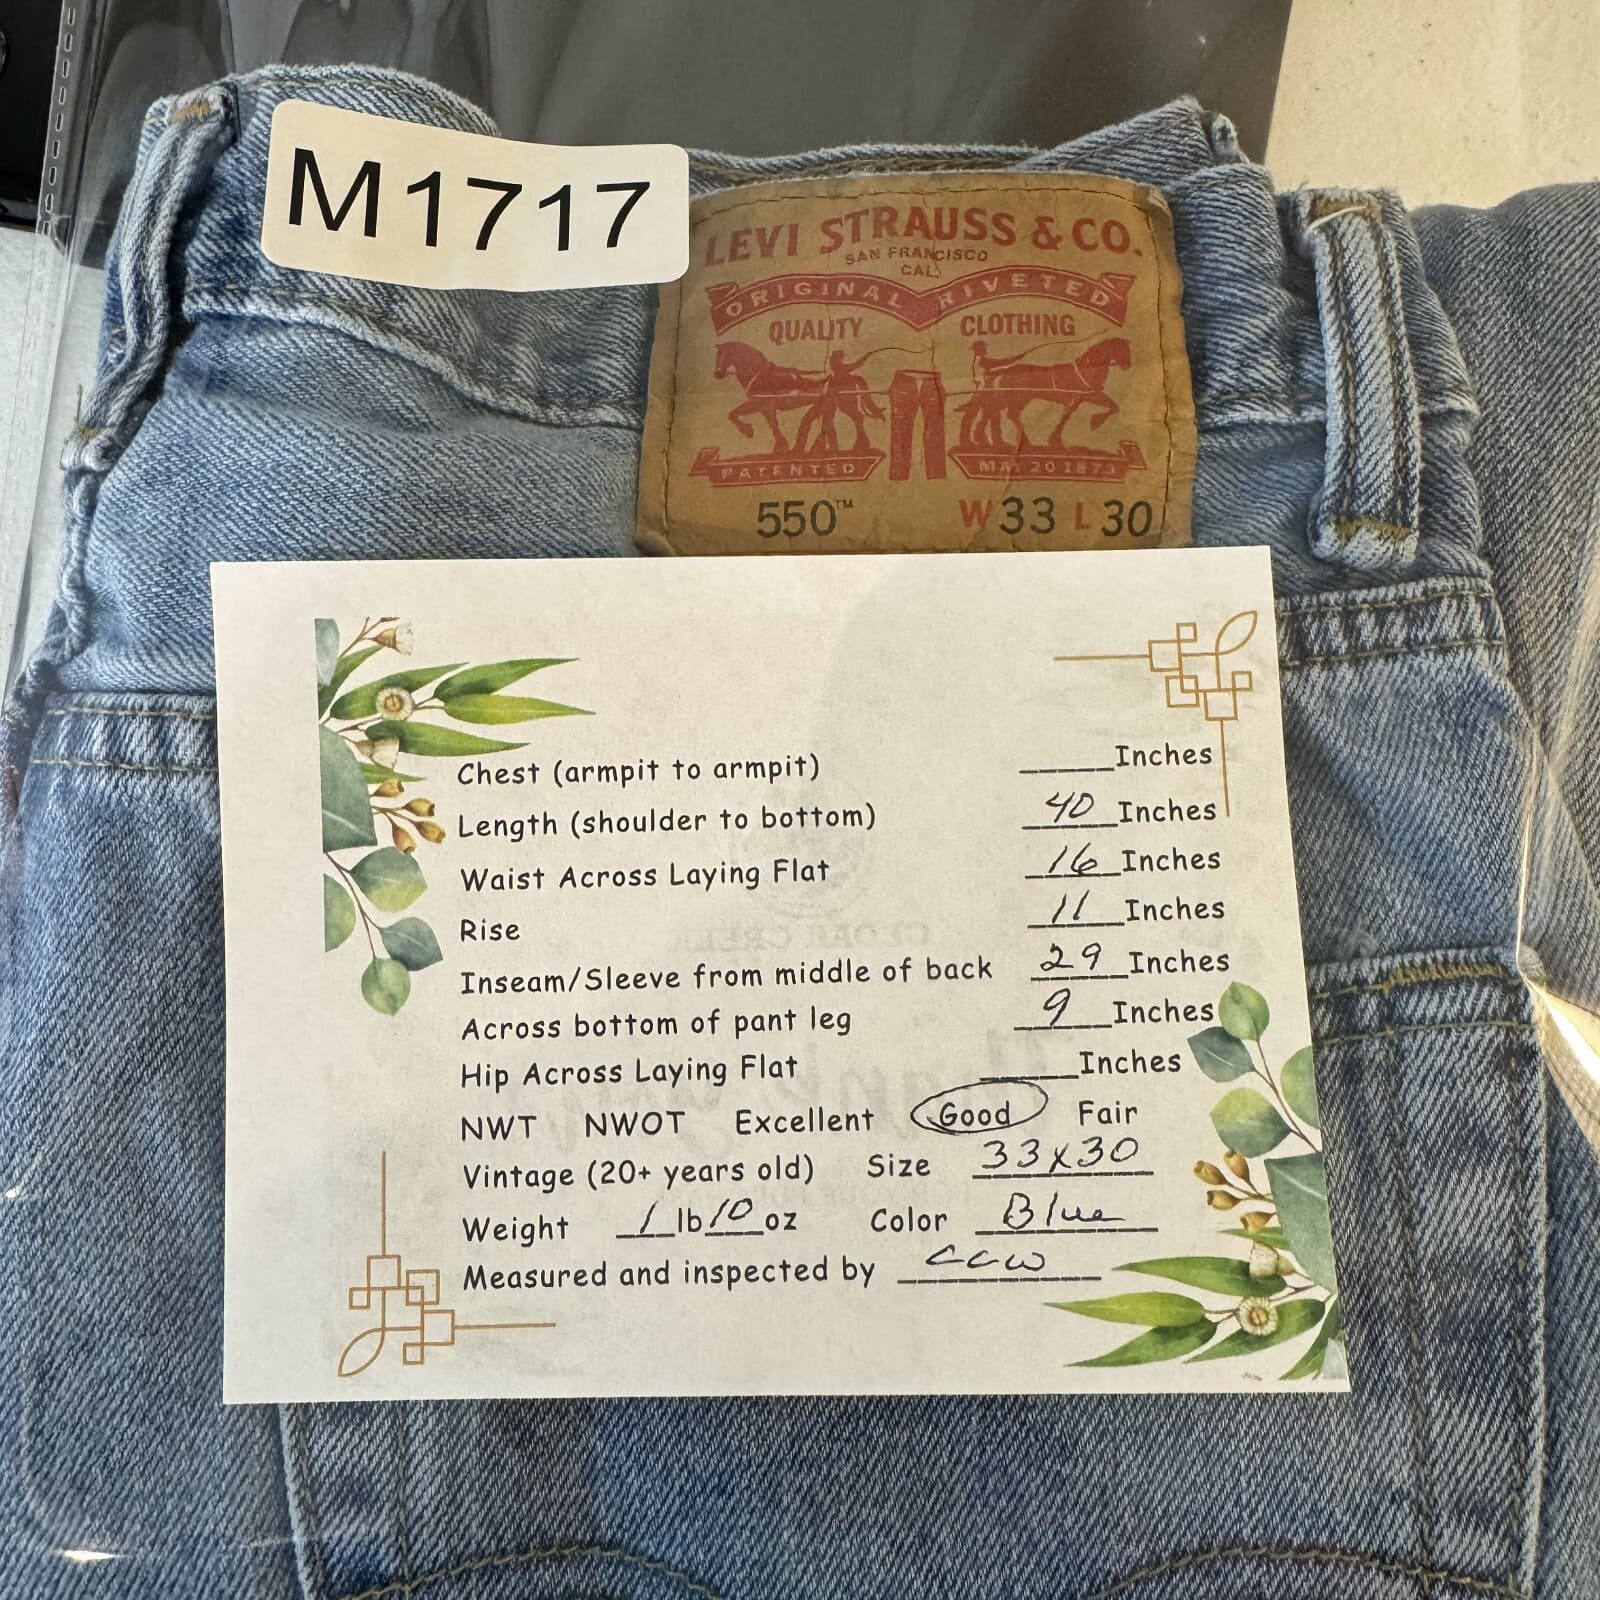 M1717
LEVI STRAUSS & CO.
SAN FRANCISCO
CAL.
ORIGINAL RIVETED
QUALITY CLOTHING
PATENTED MAY 20 1873
550™ W33 L30
Chest (armpit to armpit) _____Inches
Length (shoulder to bottom) 40 Inches
Waist Across Laying Flat 16 Inches
Rise 11 Inches
Inseam/Sleeve from middle of back 29 Inches
Across bottom of pant leg 9 Inches
Hip Across Laying Flat _____Inches
NWT NWOT Excellent Good Fair
Vintage (20+ years old) Size 33x30
Weight 1 lb 10 oz Color Blue
Measured and inspected by ccw